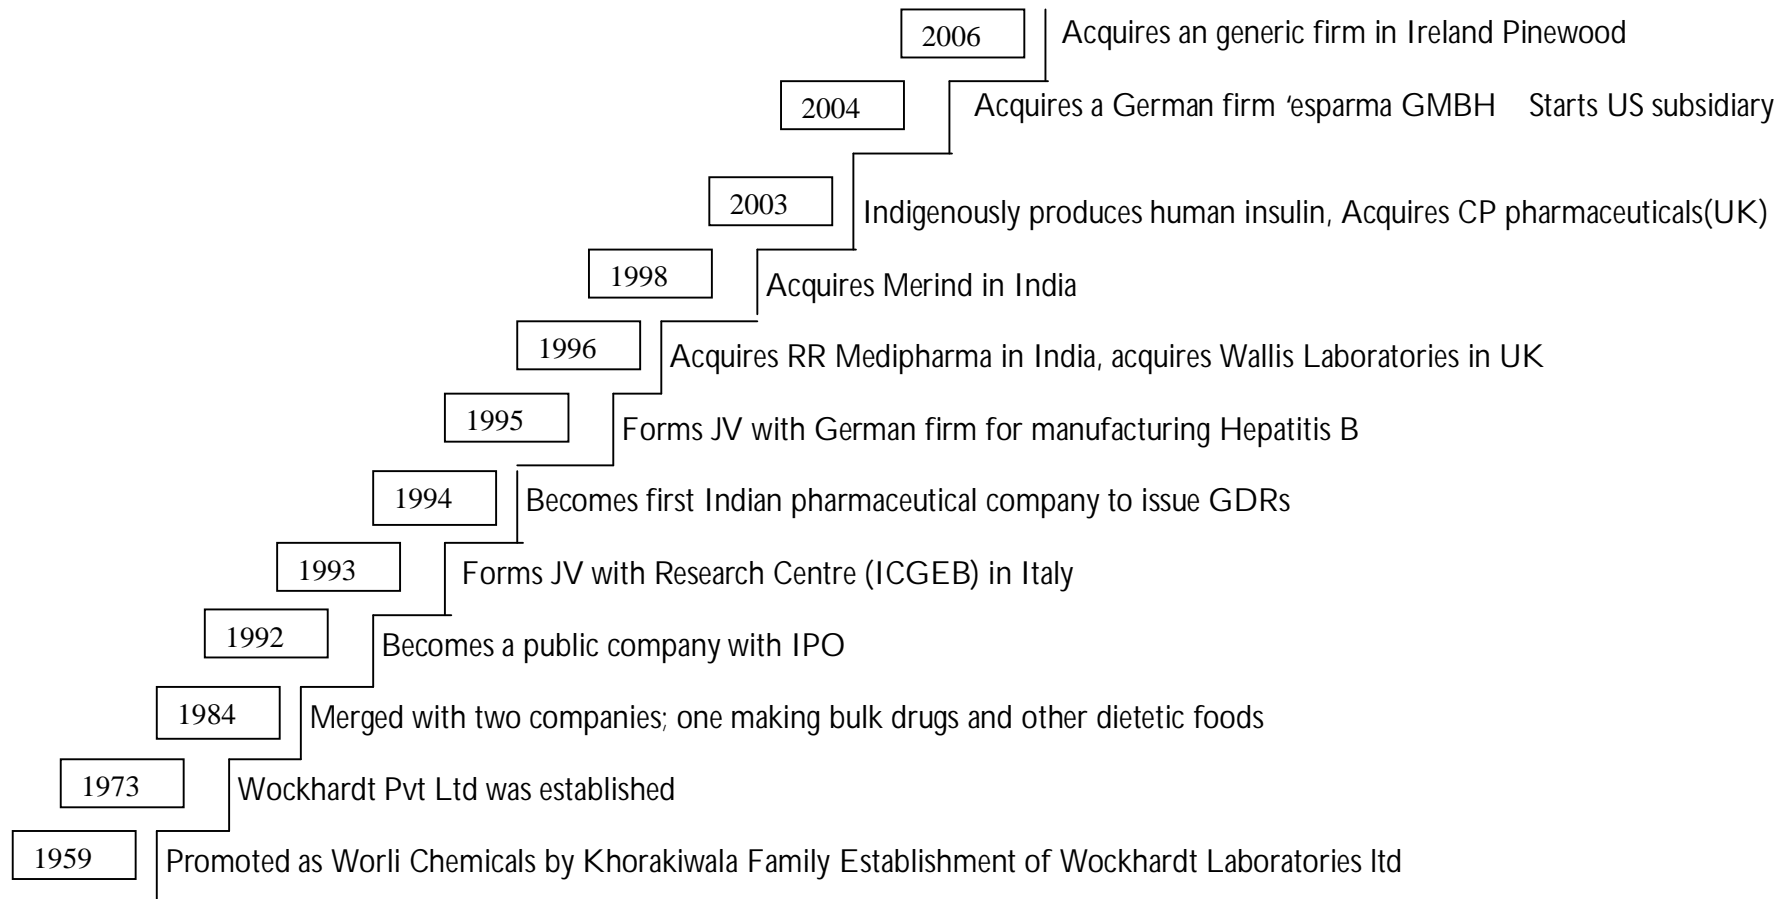 2006 Acquires an generic firm in Ireland Pinewood
2004 Acquires a German firm 'esparma GMBH Starts US subsidiary
2003 Indigenously produces human insulin, Acquires CP pharmaceuticals(UK)
1998 Acquires Merind in India
1996 Acquires RR Medipharma in India, acquires Wallis Laboratories in UK
1995 Forms JV with German firm for manufacturing Hepatitis B
1994 Becomes first Indian pharmaceutical company to issue GDRs
1993 Forms JV with Research Centre (ICGEB) in Italy
1992 Becomes a public company with IPO
1984 Merged with two companies; one making bulk drugs and other dietetic foods
1973 Wockhardt Pvt Ltd was established
1959 Promoted as Worli Chemicals by Khorakiwala Family Establishment of Wockhardt Laboratories ltd